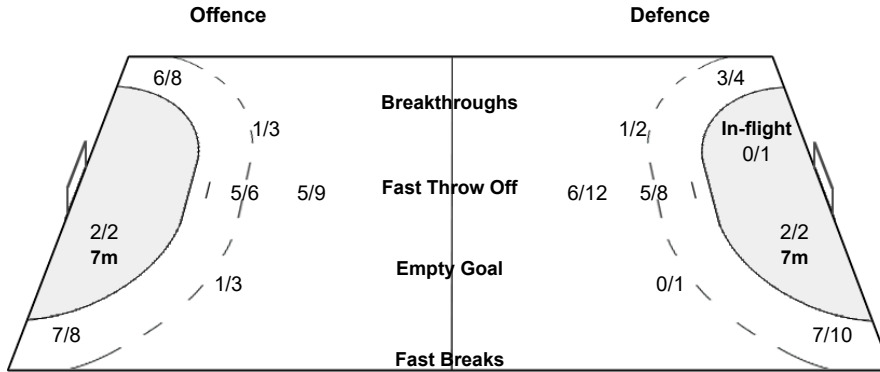 Offence Defence
6/8 3/4
Breakthroughs
1/3 1/2 In-flight
0/1
5/6 5/9 Fast Throw Off 6/12 5/8
2/2 2/2
7m 7m
Empty Goal
1/3 0/1
7/8 7/10
Fast Breaks